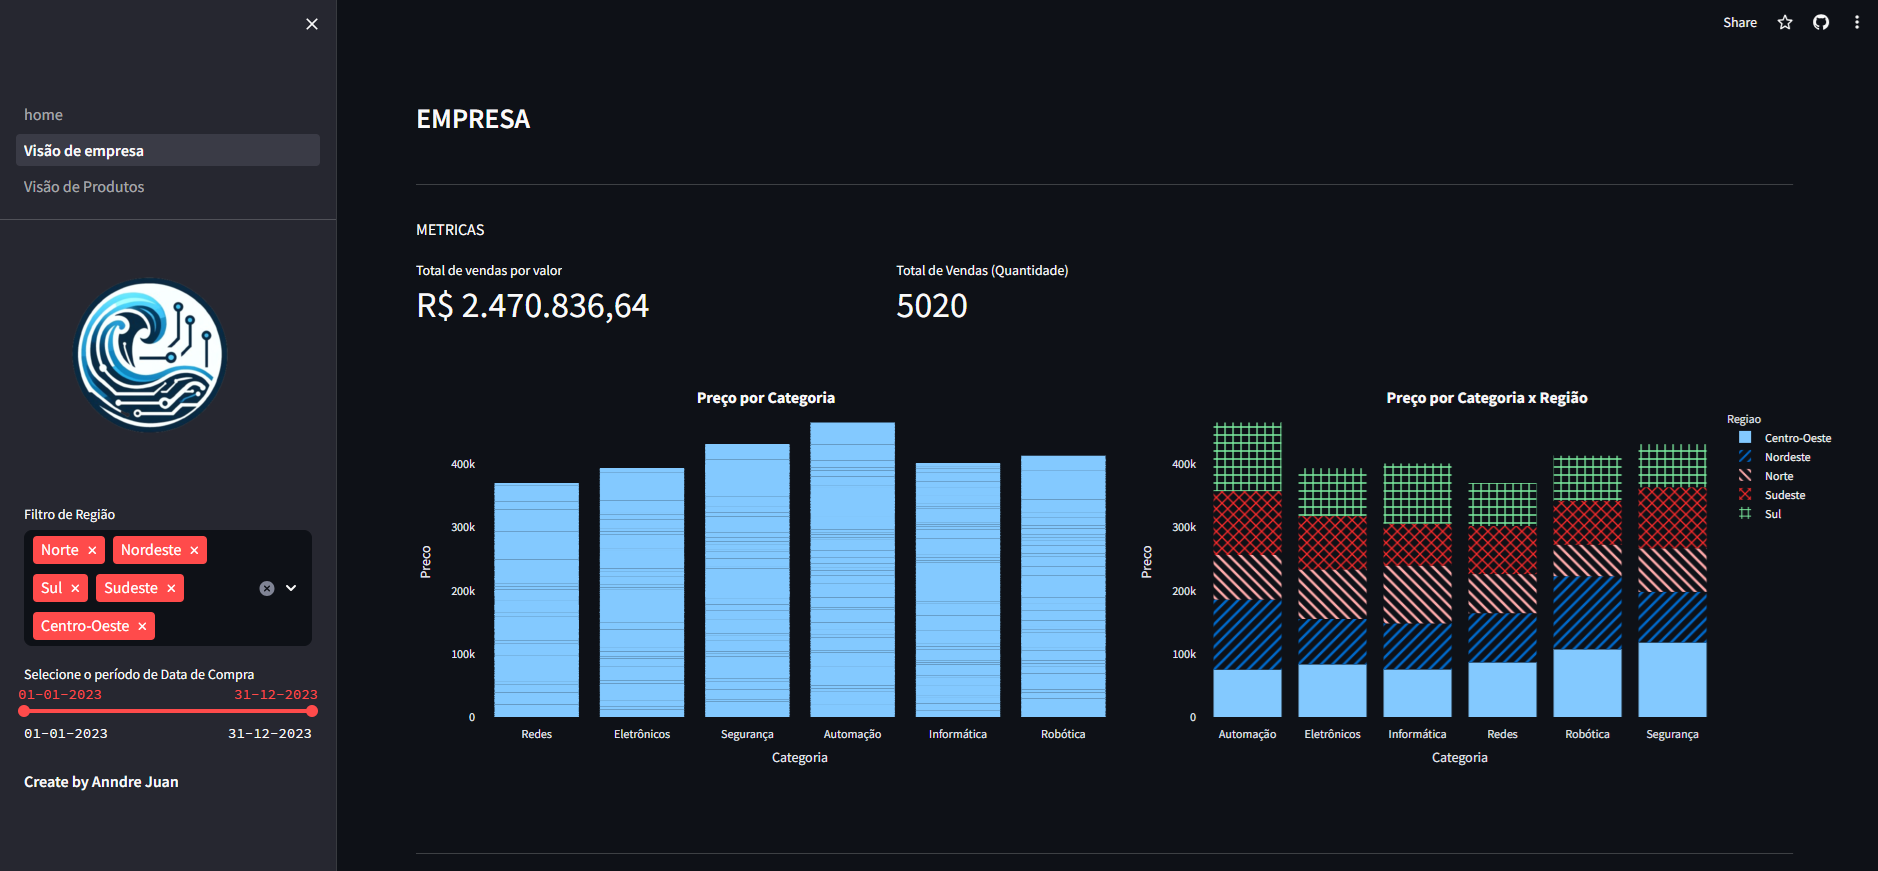 Share
home
Visão de empresa
Visão de Produtos
Filtro de Região
Norte
Nordeste
Sul
Sudeste
Centro-Oeste
Selecione o período de Data de Compra
01-01-2023 31-12-2023
01-01-2023 31-12-2023
Create by Anndre Juan
EMPRESA
METRICAS
Total de vendas por valor
R$ 2.470.836,64
Total de Vendas (Quantidade)
5020
Preço por Categoria
Preco
400k
300k
200k
100k
0
Redes Eletrônicos Segurança Automação Informática Robótica
Categoria
Preço por Categoria x Região
Preco
400k
300k
200k
100k
0
Automação Eletrônicos Informática Redes Robótica Segurança
Categoria
Regiao
Centro-Oeste
Nordeste
Norte
Sudeste
Sul